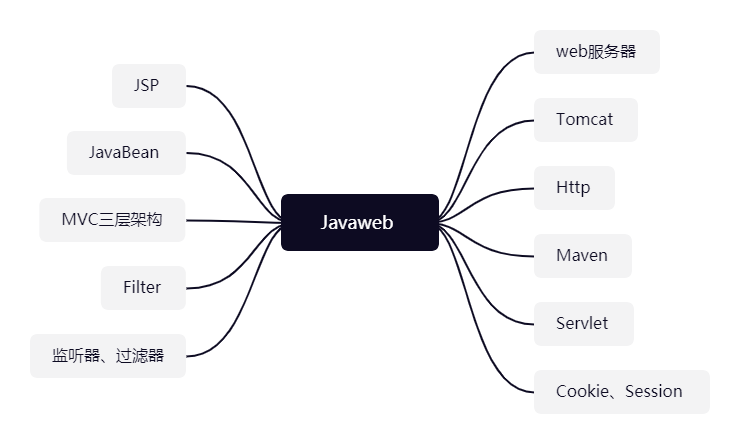 Javaweb
web服务器
Tomcat
Http
Maven
Servlet
Cookie、Session
JSP
JavaBean
MVC三层架构
Filter
监听器、过滤器